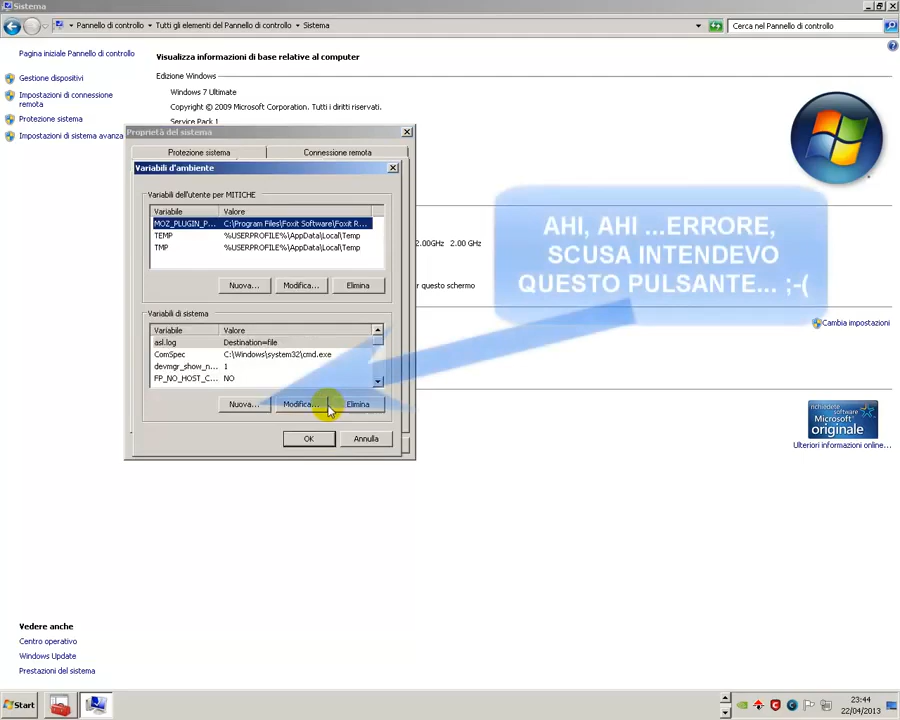 Sistema
Pannello di controllo
Tutti gli elementi del Pannello di controllo
Sistema
Cerca nel Pannello di controllo
Pagina iniziale Pannello di controllo
Gestione dispositivi
Impostazioni di connessione
remota
Protezione sistema
Impostazioni di sistema avanza
Visualizza informazioni di base relative al computer
Edizione Windows
Windows 7 Ultimate
Copyright © 2009 Microsoft Corporation. Tutti i diritti riservati.
Service Pack 1
Proprietà del sistema
Protezione sistema
Connessione remota
Variabili d'ambiente
Variabili dell'utente per MITICHE
Variabile Valore
MOZ_PLUGIN_P... C:\Program Files\Foxit Software\Foxit R...
TEMP %USERPROFILE%\AppData\Local\Temp
TMP %USERPROFILE%\AppData\Local\Temp
Nuova... Modifica... Elimina
Variabili di sistema
Variabile Valore
asl.log Destination=file
ComSpec C:\Windows\system32\cmd.exe
devmgr_show_n... 1
FP_NO_HOST_C... NO
Nuova... Modifica... Elimina
OK Annulla
2.00GHz 2.00 GHz
r questo schermo
AHI, AHI ...ERRORE,
SCUSA INTENDEVO
QUESTO PULSANTE... ;-(
Cambia impostazioni
richiedete
software
Microsoft
originale
Ulteriori informazioni online...
Vedere anche
Centro operativo
Windows Update
Prestazioni del sistema
Start
23:44
22/04/2013